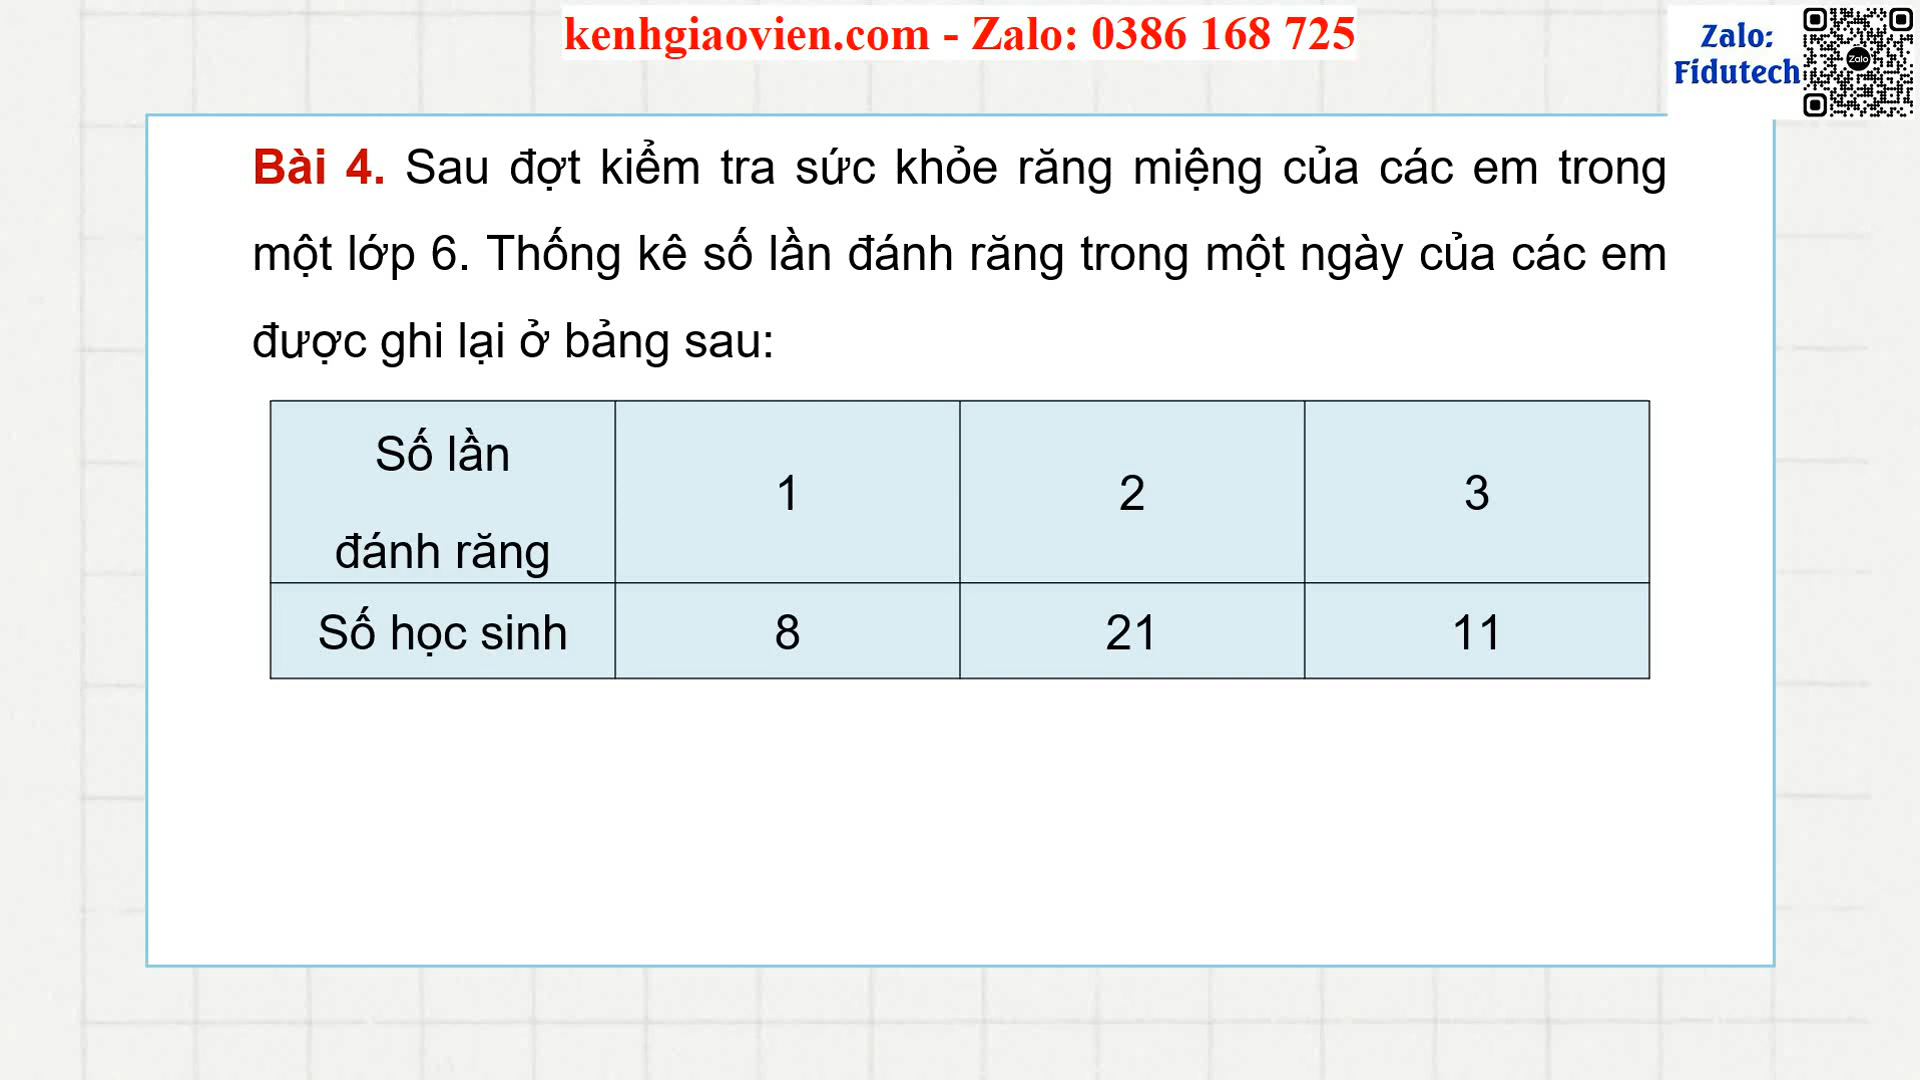 kenhgiaovien.com - Zalo: 0386 168 725
Zalo:
Fidutech
Zalo
Bài 4. Sau đợt kiểm tra sức khỏe răng miệng của các em trong
một lớp 6. Thống kê số lần đánh răng trong một ngày của các em
được ghi lại ở bảng sau:
Số lần
đánh răng
1
2
3
Số học sinh
8
21
11